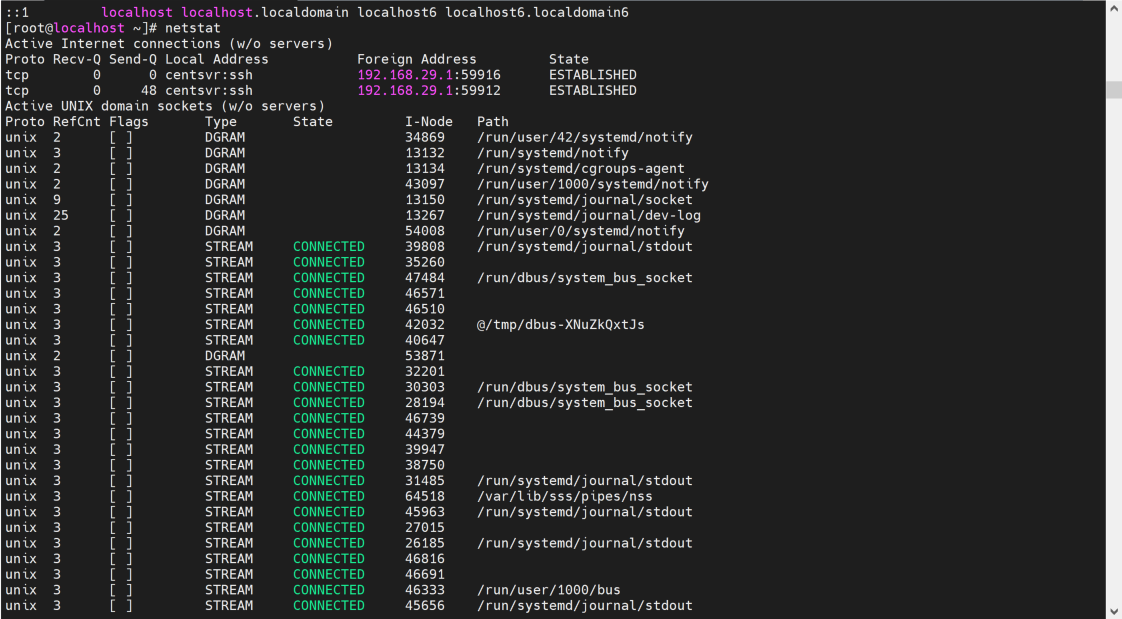 ::1         localhost localhost.localdomain localhost6 localhost6.localdomain6
[root@localhost ~]# netstat
Active Internet connections (w/o servers)
Proto Recv-Q Send-Q Local Address           Foreign Address         State
tcp        0      0 centsvr:ssh             192.168.29.1:59916      ESTABLISHED
tcp        0     48 centsvr:ssh             192.168.29.1:59912      ESTABLISHED
Active UNIX domain sockets (w/o servers)
Proto RefCnt Flags       Type       State         I-Node   Path
unix  2      [ ]         DGRAM                    34869    /run/user/42/systemd/notify
unix  3      [ ]         DGRAM                    13132    /run/systemd/notify
unix  2      [ ]         DGRAM                    13134    /run/systemd/cgroups-agent
unix  2      [ ]         DGRAM                    43097    /run/user/1000/systemd/notify
unix  9      [ ]         DGRAM                    13150    /run/systemd/journal/socket
unix  25     [ ]         DGRAM                    13267    /run/systemd/journal/dev-log
unix  2      [ ]         DGRAM                    54008    /run/user/0/systemd/notify
unix  3      [ ]         STREAM     CONNECTED     39808    /run/systemd/journal/stdout
unix  3      [ ]         STREAM     CONNECTED     35260
unix  3      [ ]         STREAM     CONNECTED     47484    /run/dbus/system_bus_socket
unix  3      [ ]         STREAM     CONNECTED     46571
unix  3      [ ]         STREAM     CONNECTED     46510
unix  3      [ ]         STREAM     CONNECTED     42032    @/tmp/dbus-XNuZkQxtJs
unix  3      [ ]         STREAM     CONNECTED     40647
unix  2      [ ]         DGRAM                    53871
unix  3      [ ]         STREAM     CONNECTED     32201
unix  3      [ ]         STREAM     CONNECTED     30303    /run/dbus/system_bus_socket
unix  3      [ ]         STREAM     CONNECTED     28194    /run/dbus/system_bus_socket
unix  3      [ ]         STREAM     CONNECTED     46739
unix  3      [ ]         STREAM     CONNECTED     44379
unix  3      [ ]         STREAM     CONNECTED     39947
unix  3      [ ]         STREAM     CONNECTED     38750
unix  3      [ ]         STREAM     CONNECTED     31485    /run/systemd/journal/stdout
unix  3      [ ]         STREAM     CONNECTED     64518    /var/lib/sss/pipes/nss
unix  3      [ ]         STREAM     CONNECTED     45963    /run/systemd/journal/stdout
unix  3      [ ]         STREAM     CONNECTED     27015
unix  3      [ ]         STREAM     CONNECTED     26185    /run/systemd/journal/stdout
unix  3      [ ]         STREAM     CONNECTED     46816
unix  3      [ ]         STREAM     CONNECTED     46691
unix  3      [ ]         STREAM     CONNECTED     46333    /run/user/1000/bus
unix  3      [ ]         STREAM     CONNECTED     45656    /run/systemd/journal/stdout